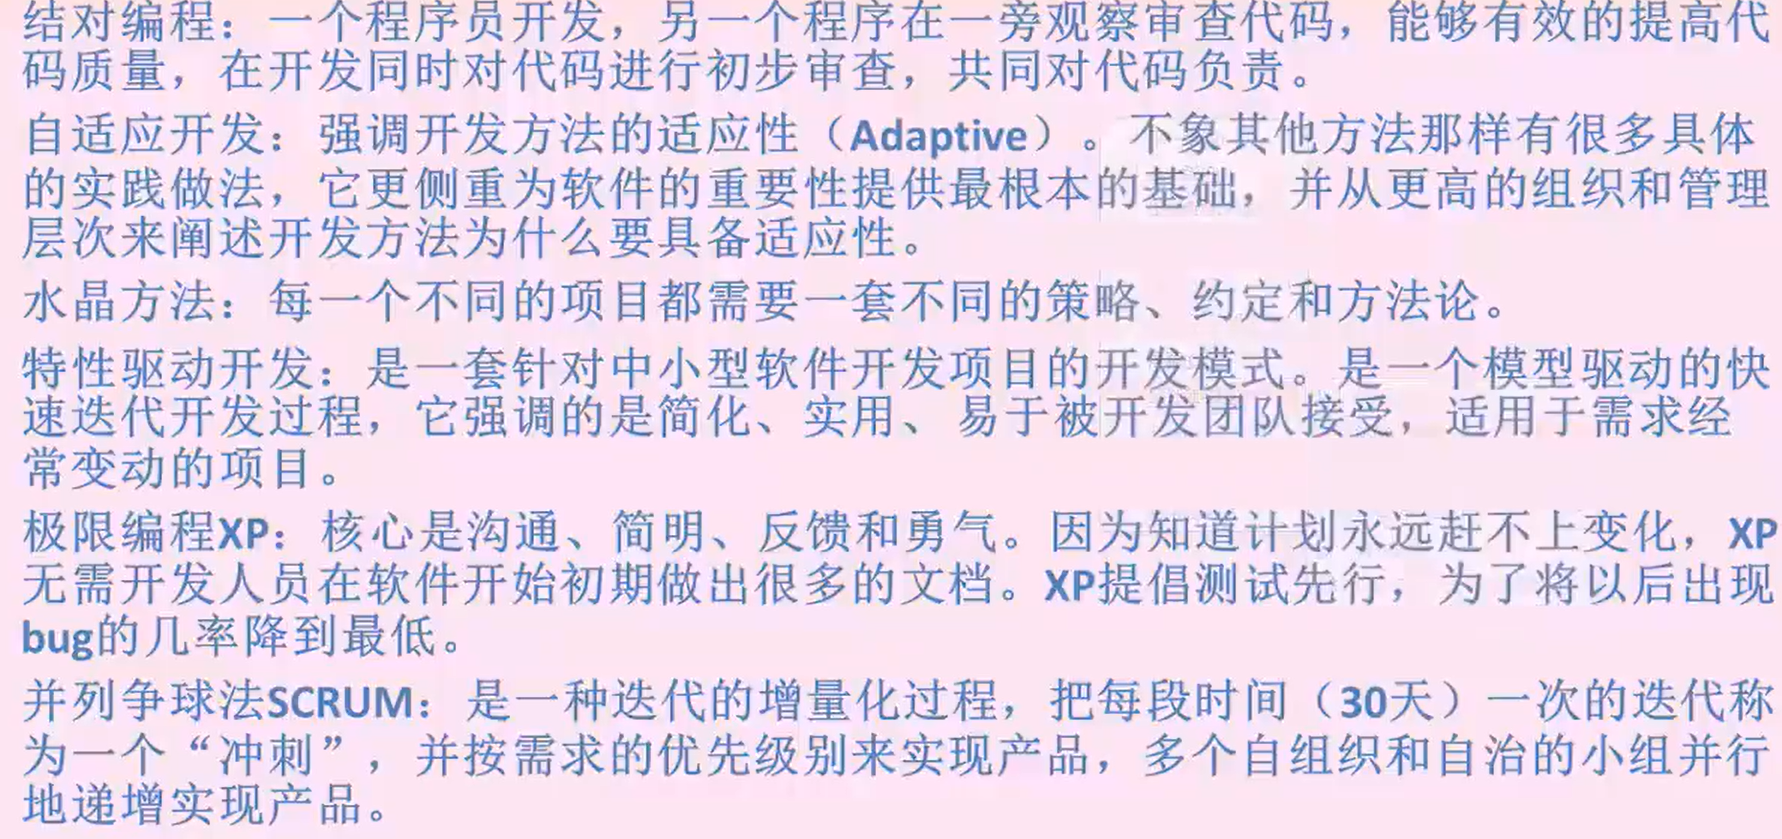 结对编程：一个程序员开发，另一个程序在一旁观察审查代码，能够有效的提高代
码质量，在开发同时对代码进行初步审查，共同对代码负责。
自适应开发：强调开发方法的适应性（Adaptive）。不象其他方法那样有很多具体
的实践做法，它更侧重为软件的重要性提供最根本的基础，并从更高的组织和管理
层次来阐述开发方法为什么要具备适应性。
水晶方法：每一个不同的项目都需要一套不同的策略、约定和方法论。
特性驱动开发：是一套针对中小型软件开发项目的开发模式。是一个模型驱动的快
速迭代开发过程，它强调的是简化、实用、易于被开发团队接受，适用于需求经
常变动的项目。
极限编程XP：核心是沟通、简明、反馈和勇气。因为知道计划永远赶不上变化，XP
无需开发人员在软件开始初期做出很多的文档。XP提倡测试先行，为了将以后出现
bug的几率降到最低。
并列争球法SCRUM：是一种迭代的增量化过程，把每段时间（30天）一次的迭代称
为一个“冲刺”，并按需求的优先级别来实现产品，多个自组织和自治的小组并行
地递增实现产品。